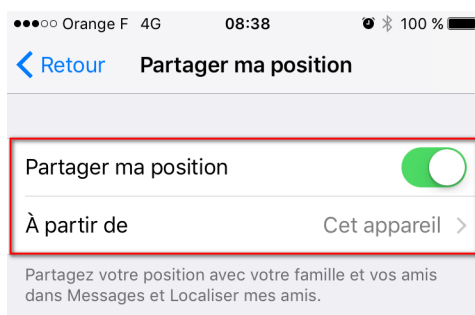 Orange F 4G 08:38 100 %
Retour Partager ma position
Partager ma position
À partir de Cet appareil
Partagez votre position avec votre famille et vos amis
dans Messages et Localiser mes amis.